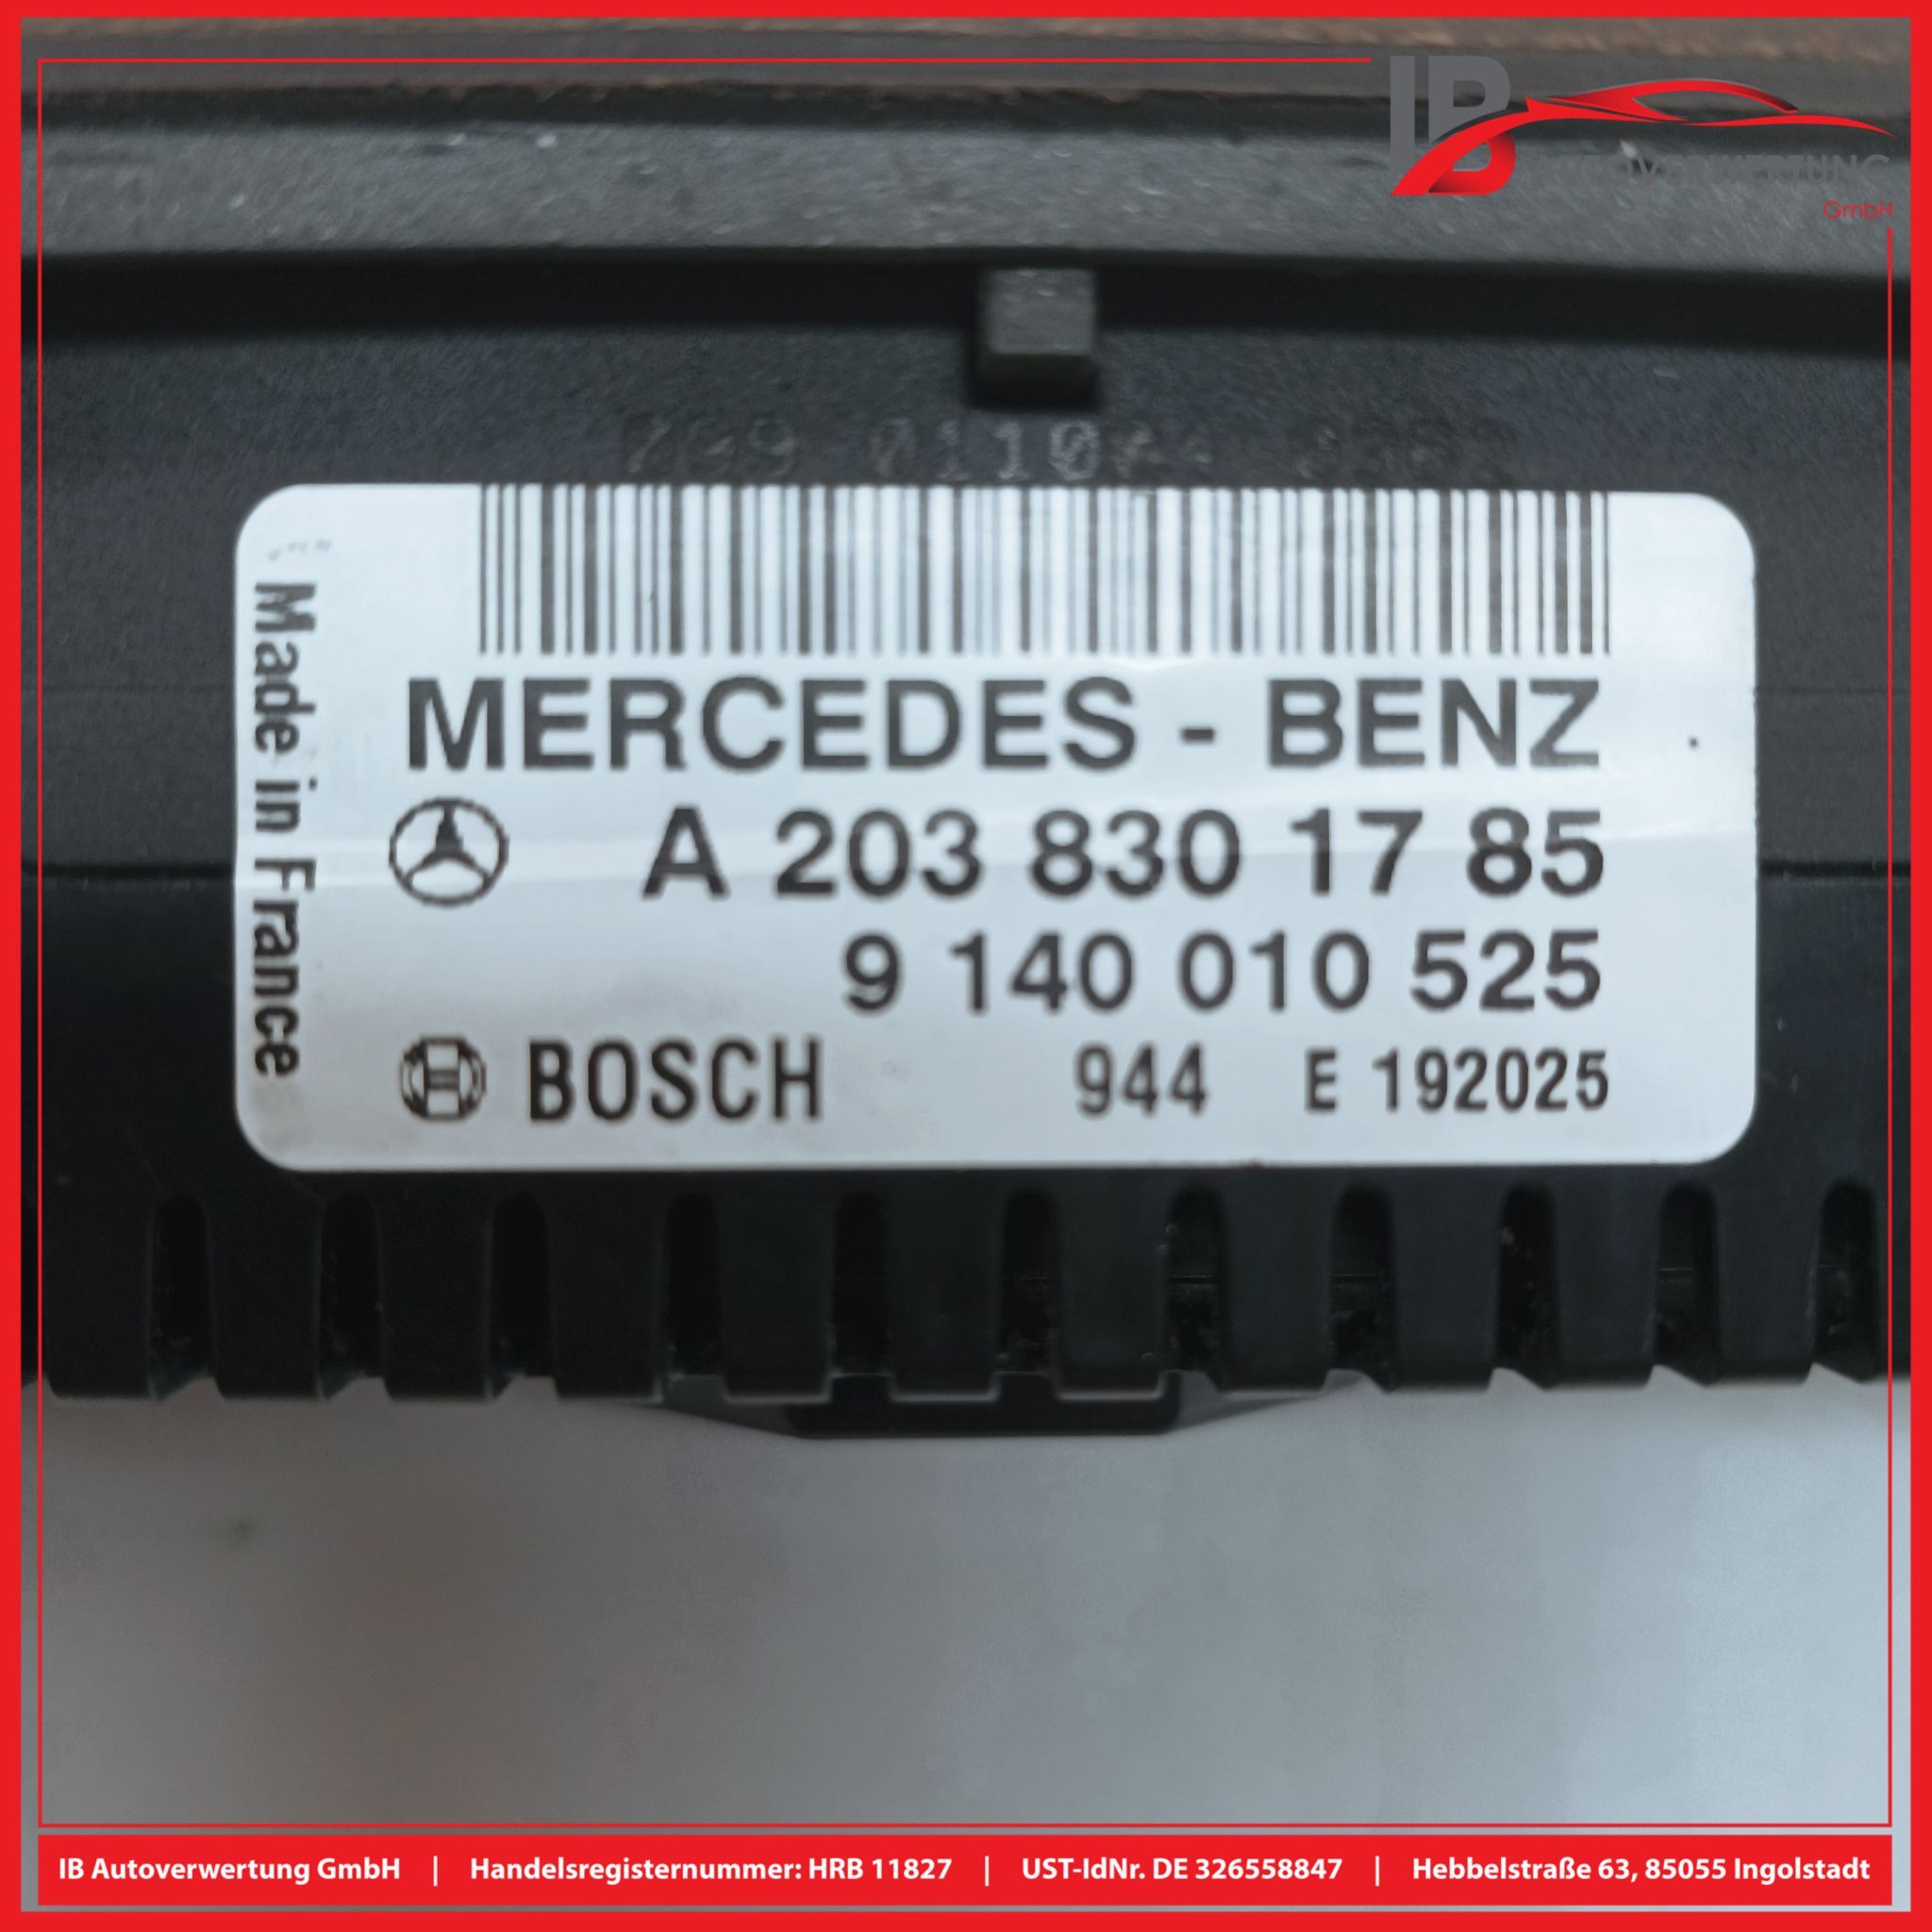 IB
AUTOVERWERTUNG
GmbH
Made in France
MERCEDES - BENZ
A 203 830 17 85
9 140 010 525
BOSCH 944 E 192025
IB Autoverwertung GmbH | Handelsregisternummer: HRB 11827 | UST-IdNr. DE 326558847 | Hebbelstraße 63, 85055 Ingolstadt